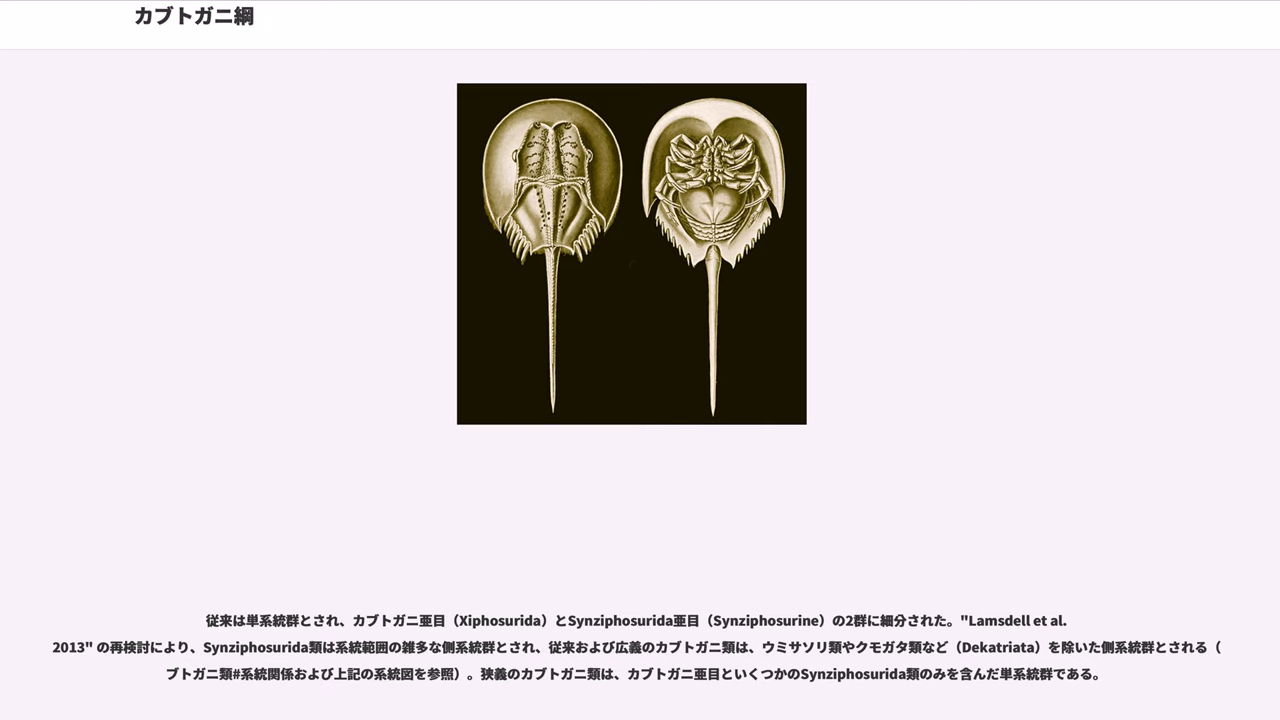 カブトガニ綱
従来は単系統群とされ、カブトガニ亜目（Xiphosurida）とSynziphosurida亜目（Synziphosurine）の2群に細分された。"Lamsdell et al.
2013" の再検討により、Synziphosurida類は系統範囲の雑多な側系統群とされ、従来および広義のカブトガニ類は、ウミサソリ類やクモガタ類など（Dekatriata）を除いた側系統群とされる（
ブトガニ類#系統関係および上記の系統図を参照）。狭義のカブトガニ類は、カブトガニ亜目といくつかのSynziphosurida類のみを含んだ単系統群である。